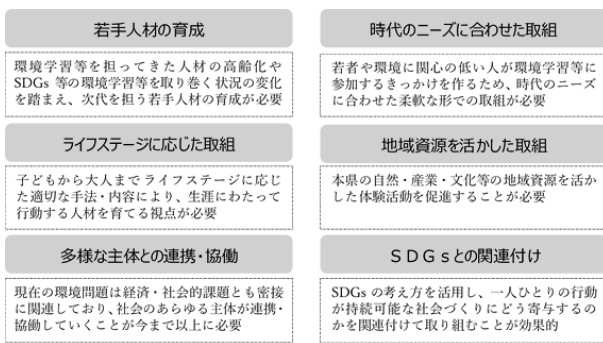 若手人材の育成
環境学習等を担ってきた人材の高齢化や
SDGs 等の環境学習等を取り巻く状況の変化
を踏まえ、次代を担う若手人材の育成が必要
時代のニーズに合わせた取組
若者や環境に関心の低い人が環境学習等に
参加するきっかけを作るため、時代のニーズ
に合わせた柔軟な形での取組が必要
ライフステージに応じた取組
子どもから大人までライフステージに応じ
た適切な手法・内容により、生涯にわたって
行動する人材を育てる視点が必要
地域資源を活かした取組
本県の自然・産業・文化等の地域資源を活か
した体験活動を促進することが必要
多様な主体との連携・協働
現在の環境問題は経済・社会的課題とも密接
に関連しており、社会のあらゆる主体が連携・
協働していくことが今まで以上に必要
ＳＤＧｓとの関連付け
SDGs の考え方を活用し、一人ひとりの行動
が持続可能な社会づくりにどう寄与するの
かを関連付けて取り組むことが効果的